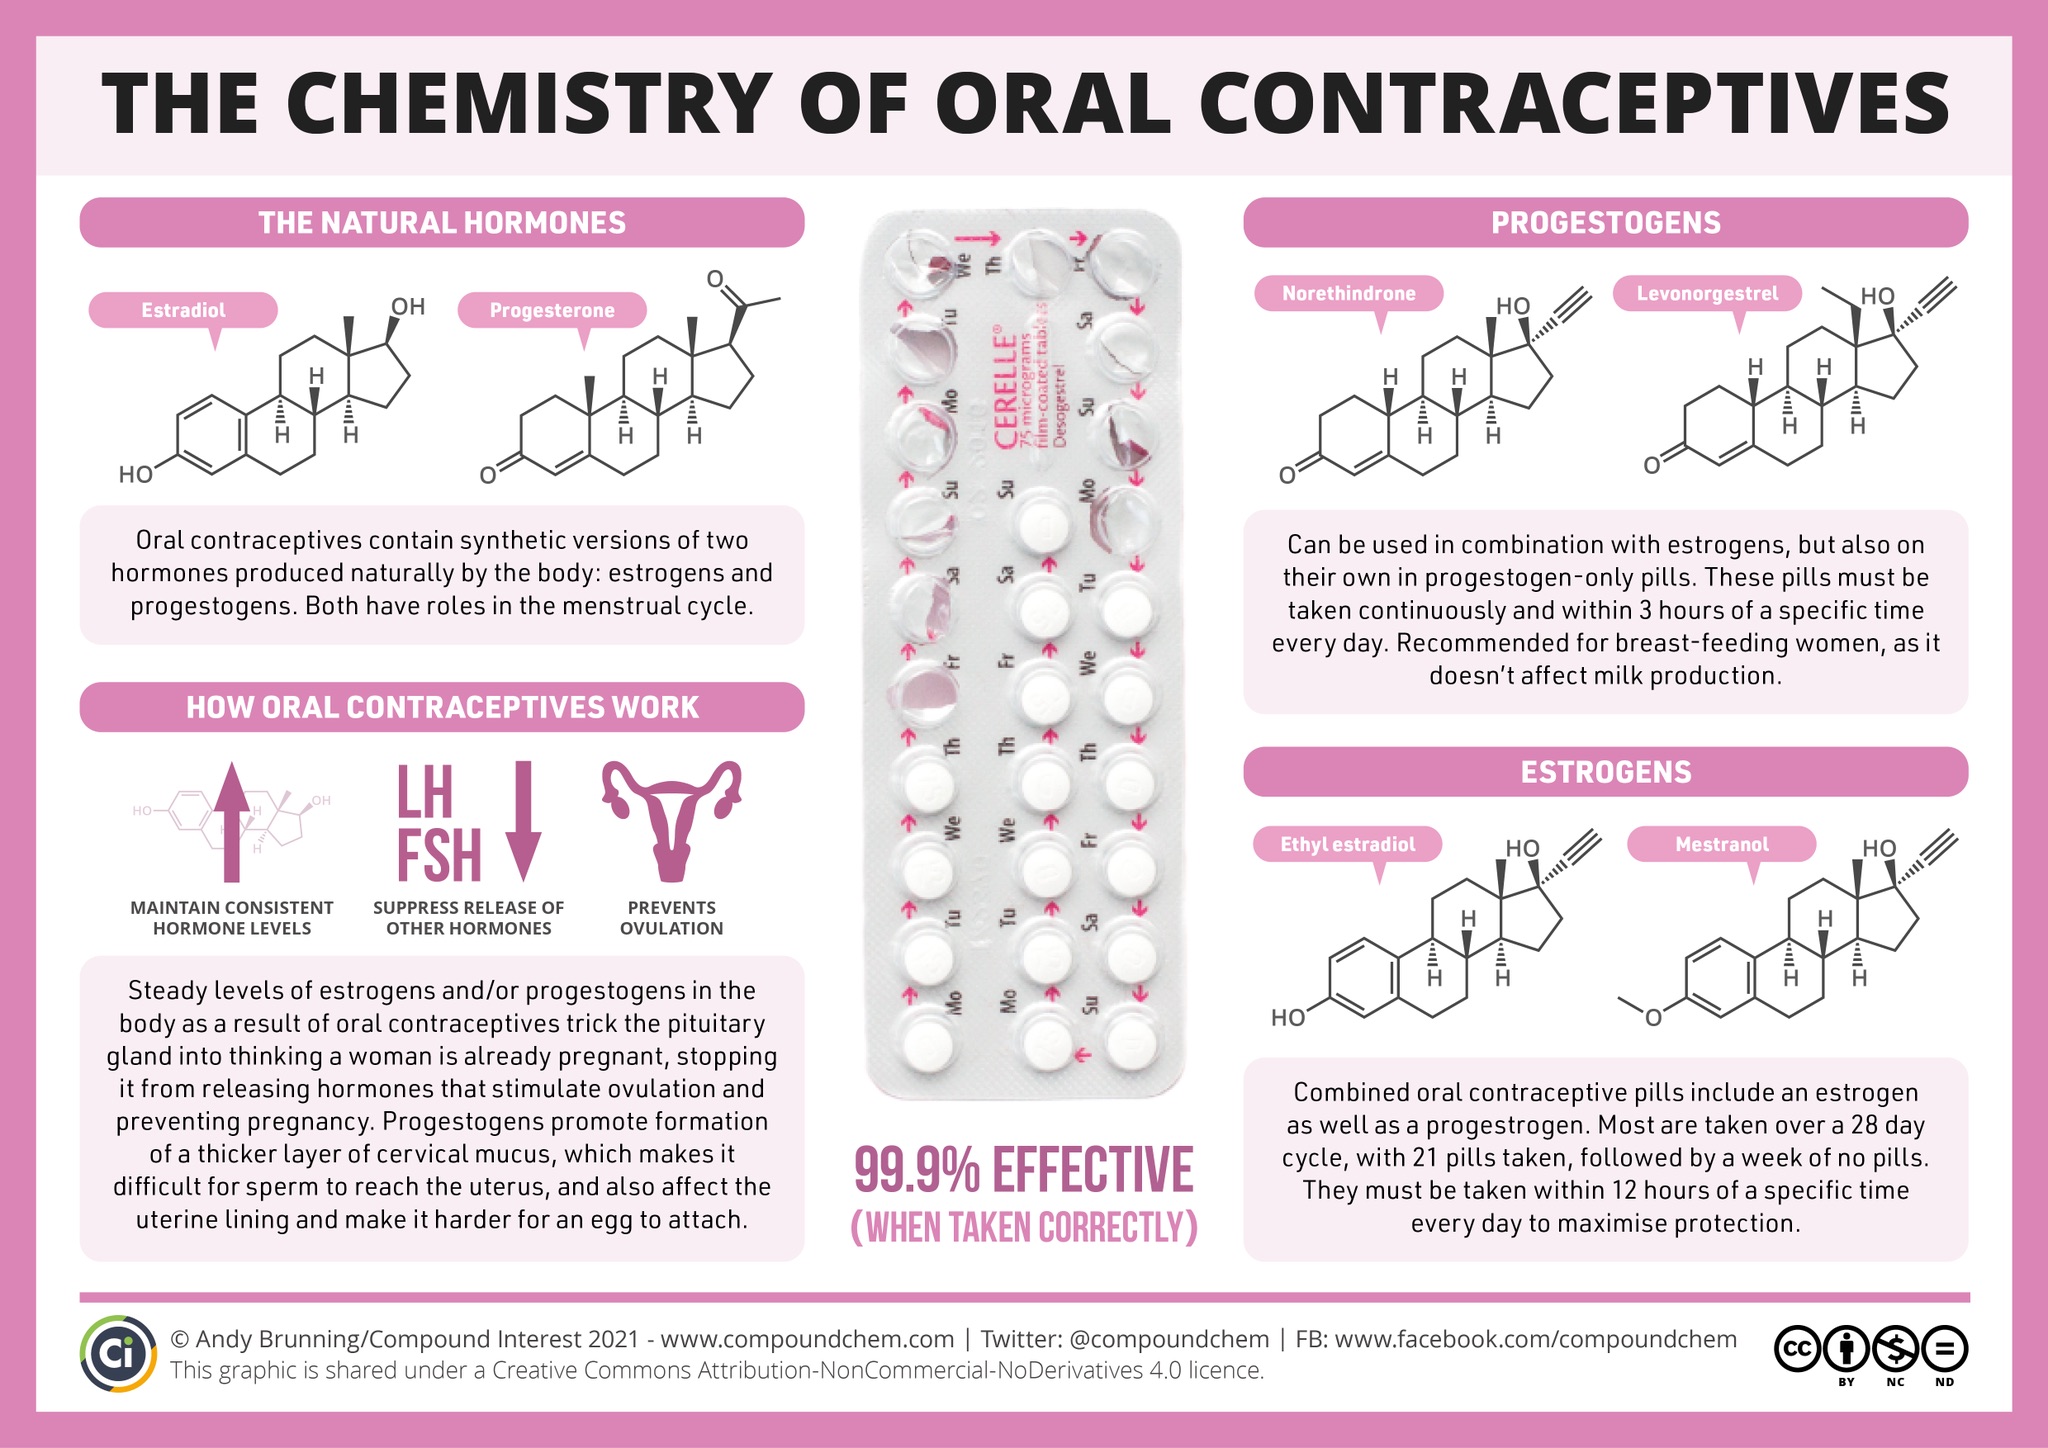 THE CHEMISTRY OF ORAL CONTRACEPTIVES
THE NATURAL HORMONES
Estradiol
OH
H
H
H
HO
Progesterone
O
H
H
H
O
Oral contraceptives contain synthetic versions of two
hormones produced naturally by the body: estrogens and
progestogens. Both have roles in the menstrual cycle.
HOW ORAL CONTRACEPTIVES WORK
HO
OH
H
H
H
MAINTAIN CONSISTENT
HORMONE LEVELS
LH
FSH
SUPPRESS RELEASE OF
OTHER HORMONES
PREVENTS
OVULATION
Steady levels of estrogens and/or progestogens in the
body as a result of oral contraceptives trick the pituitary
gland into thinking a woman is already pregnant, stopping
it from releasing hormones that stimulate ovulation and
preventing pregnancy. Progestogens promote formation
of a thicker layer of cervical mucus, which makes it
difficult for sperm to reach the uterus, and also affect the
uterine lining and make it harder for an egg to attach.
We
Th
Fr
Tu
Sa
Mo
Su
Su
Su
Mo
Sa
Sa
Tu
Fr
Fr
We
Th
Th
Th
We
We
Fr
Tu
Tu
Sa
Mo
Mo
Su
CERELLE®
75 micrograms
film-coated tablets
Desogestrel
99.9% EFFECTIVE
(WHEN TAKEN CORRECTLY)
PROGESTOGENS
Norethindrone
HO
H
H
H
H
O
Levonorgestrel
HO
H
H
H
H
O
Can be used in combination with estrogens, but also on
their own in progestogen-only pills. These pills must be
taken continuously and within 3 hours of a specific time
every day. Recommended for breast-feeding women, as it
doesn't affect milk production.
ESTROGENS
Ethyl estradiol
HO
H
H
H
HO
Mestranol
HO
H
H
H
O
Combined oral contraceptive pills include an estrogen
as well as a progestrogen. Most are taken over a 28 day
cycle, with 21 pills taken, followed by a week of no pills.
They must be taken within 12 hours of a specific time
every day to maximise protection.
Ci
© Andy Brunning/Compound Interest 2021 - www.compoundchem.com | Twitter: @compoundchem | FB: www.facebook.com/compoundchem
This graphic is shared under a Creative Commons Attribution-NonCommercial-NoDerivatives 4.0 licence.
CC
BY
NC
ND